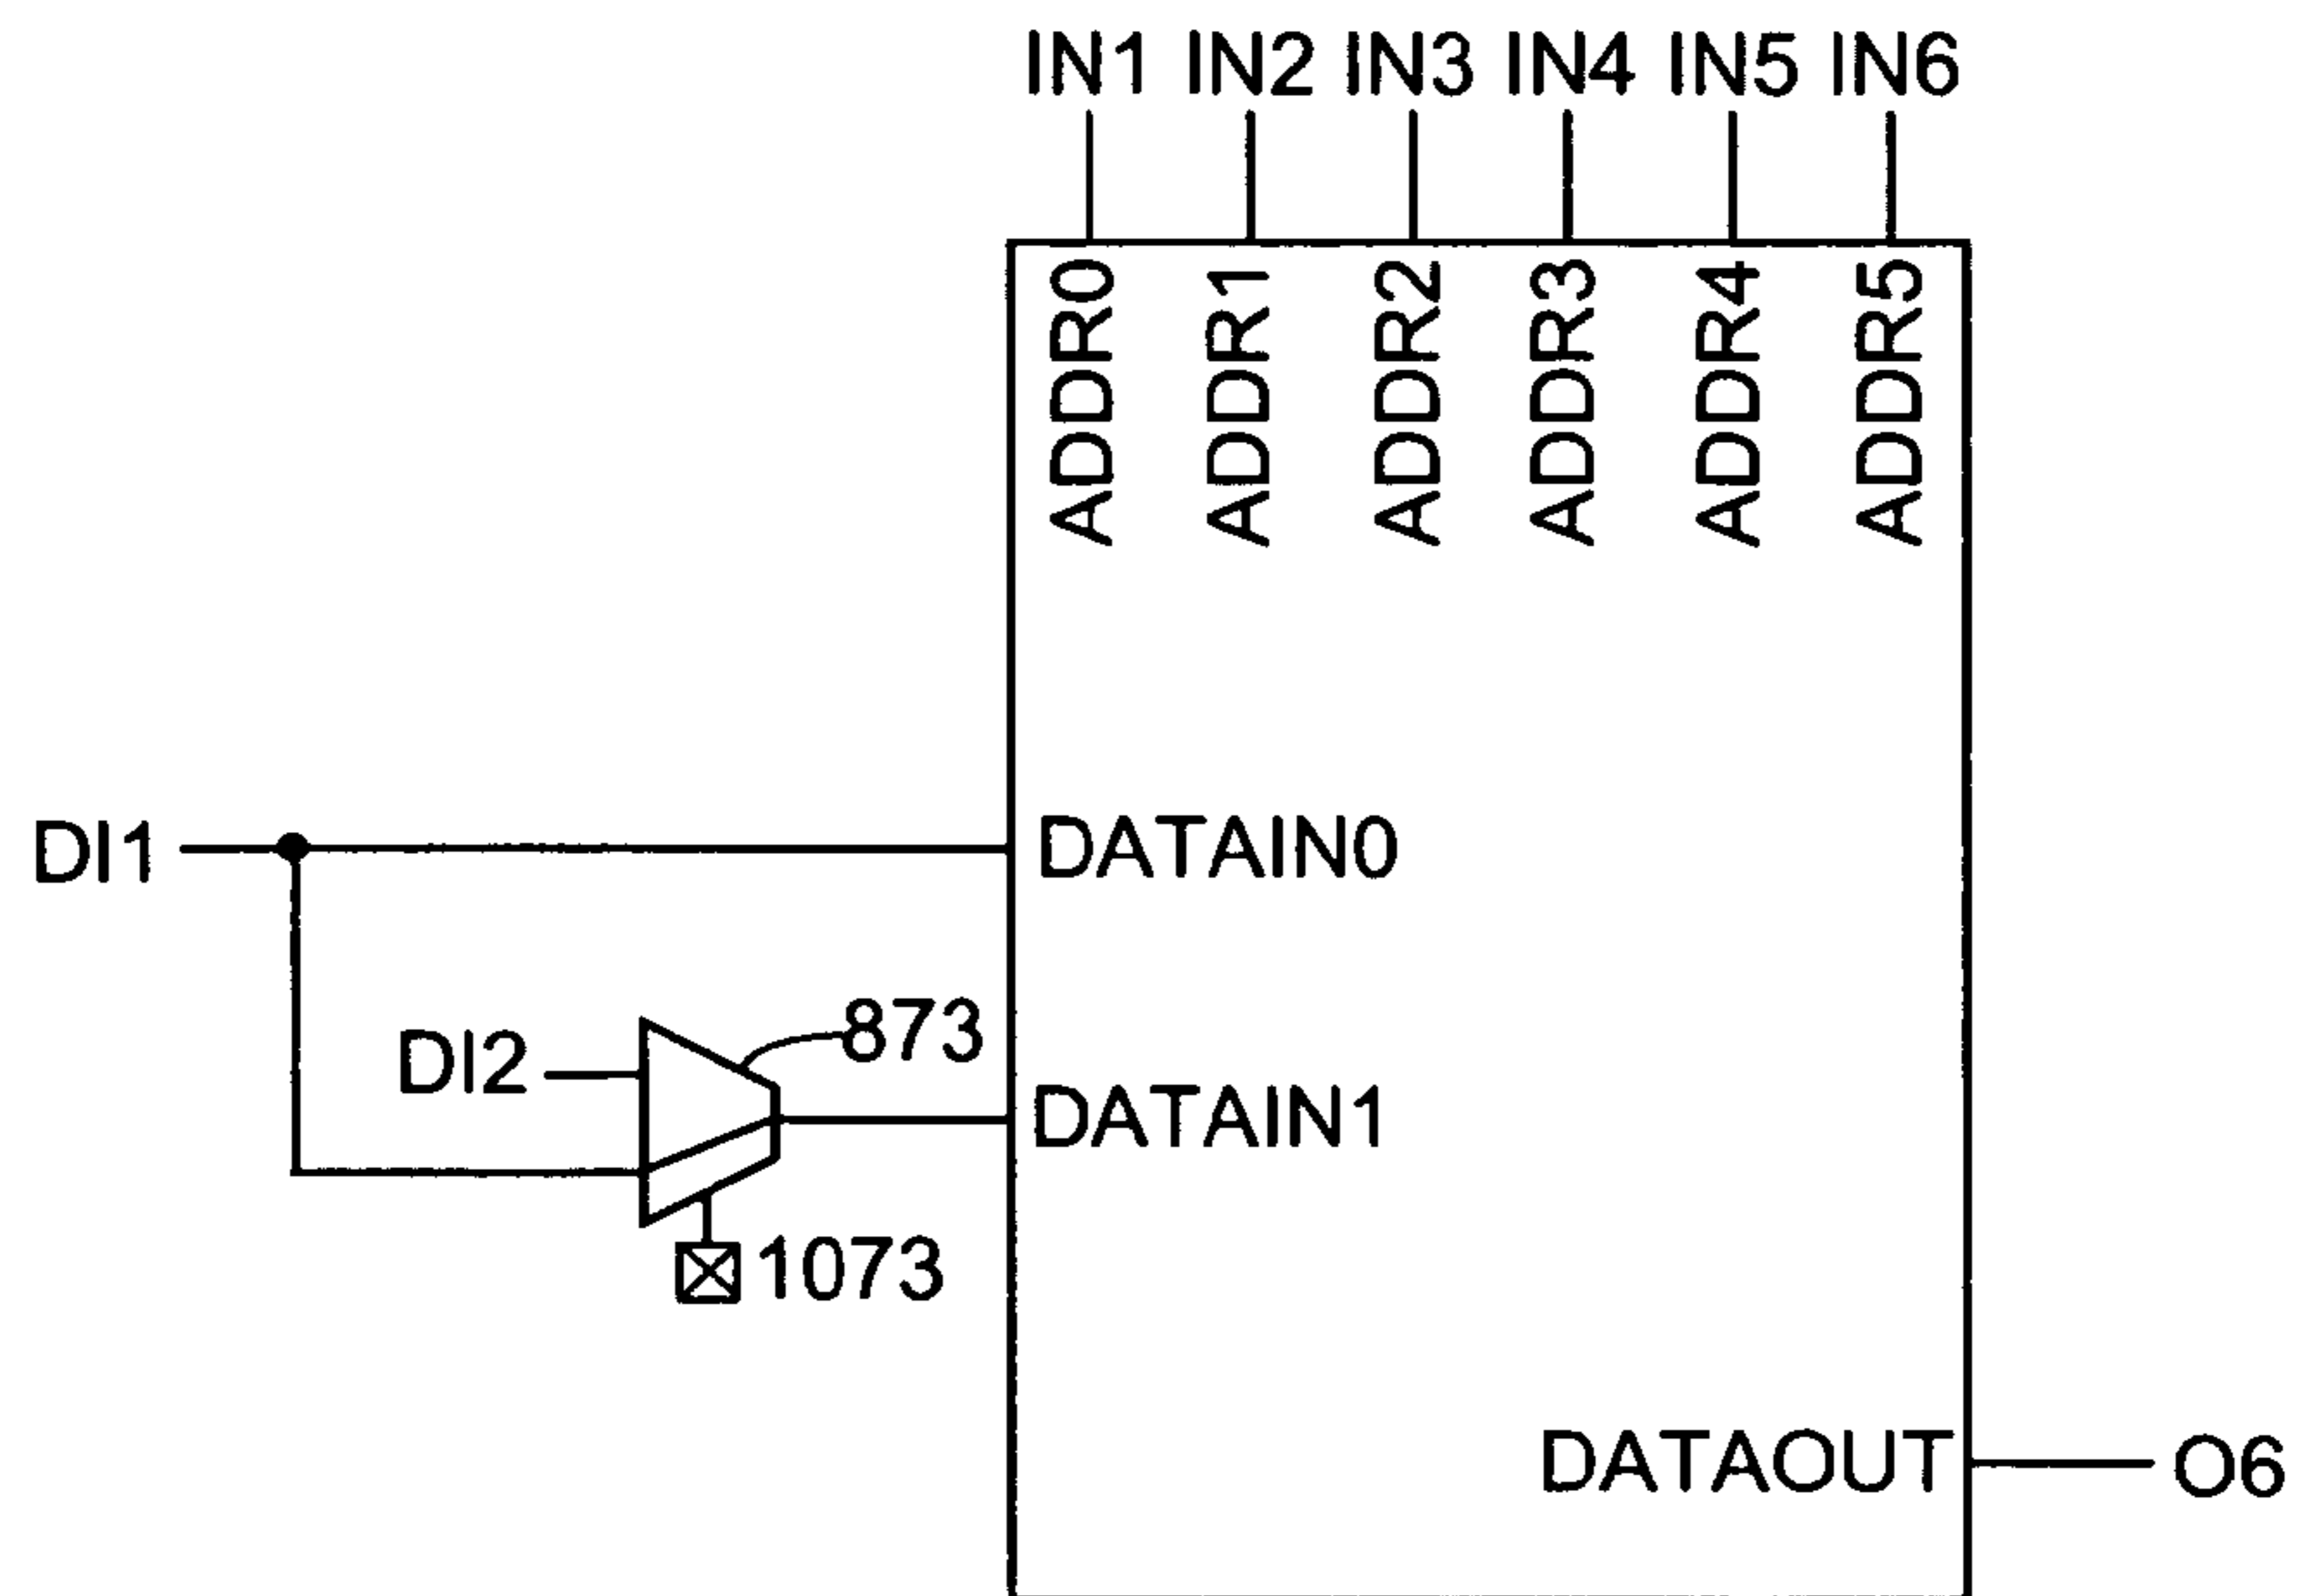 IN1 IN2 IN3 IN4 IN5 IN6
ADDR0
ADDR1
ADDR2
ADDR3
ADDR4
ADDR5
DI1
DATAIN0
873
DI2
DATAIN1
1073
DATAOUT
O6